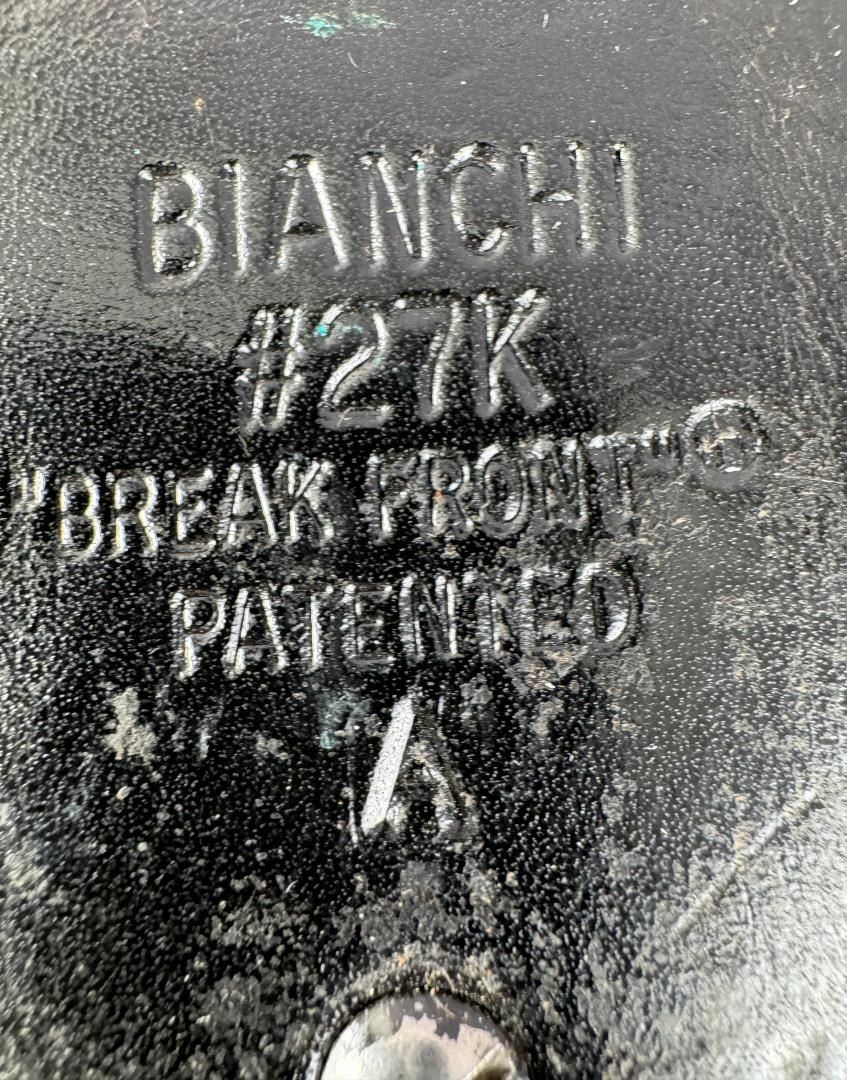 BIANCHI
#27K
"BREAK FRONT"®
PATENTED
A